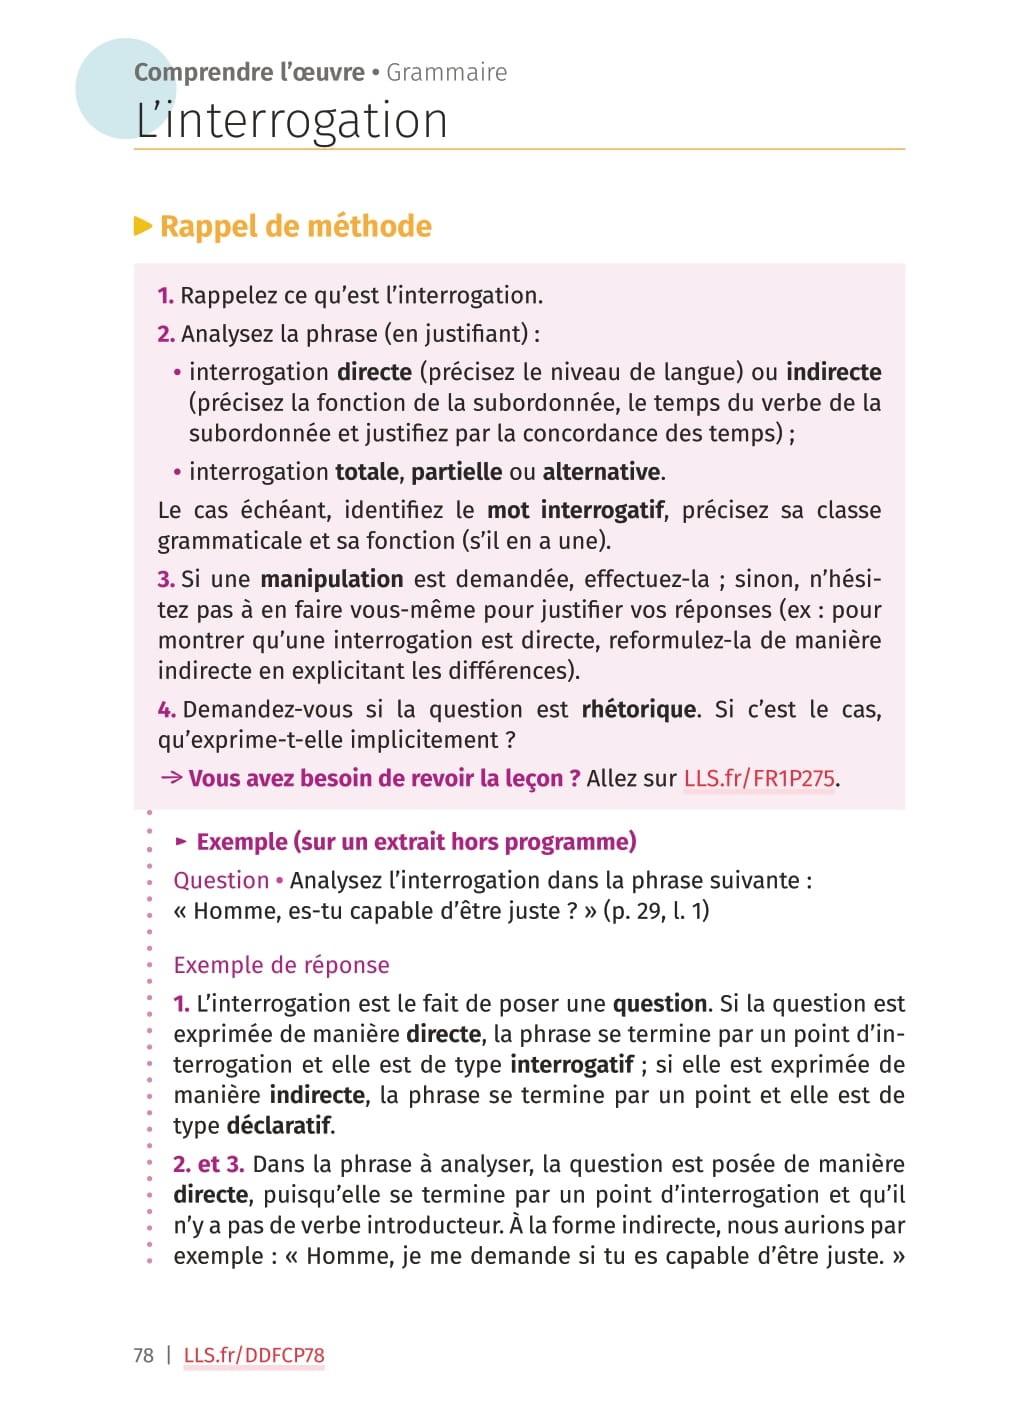 Comprendre l'œuvre • Grammaire
L'interrogation
► Rappel de méthode
1. Rappelez ce qu'est l'interrogation.
2. Analysez la phrase (en justifiant) :
• interrogation directe (précisez le niveau de langue) ou indirecte
(précisez la fonction de la subordonnée, le temps du verbe de la
subordonnée et justifiez par la concordance des temps) ;
• interrogation totale, partielle ou alternative.
Le cas échéant, identifiez le mot interrogatif, précisez sa classe
grammaticale et sa fonction (s'il en a une).
3. Si une manipulation est demandée, effectuez-la ; sinon, n'hési-
tez pas à en faire vous-même pour justifier vos réponses (ex : pour
montrer qu'une interrogation est directe, reformulez-la de manière
indirecte en explicitant les différences).
4. Demandez-vous si la question est rhétorique. Si c'est le cas,
qu'exprime-t-elle implicitement ?
→ Vous avez besoin de revoir la leçon ? Allez sur LLS.fr/FR1P275.
► Exemple (sur un extrait hors programme)
Question • Analysez l'interrogation dans la phrase suivante :
« Homme, es-tu capable d'être juste ? » (p. 29, l. 1)
Exemple de réponse
1. L'interrogation est le fait de poser une question. Si la question est
exprimée de manière directe, la phrase se termine par un point d'in-
terrogation et elle est de type interrogatif ; si elle est exprimée de
manière indirecte, la phrase se termine par un point et elle est de
type déclaratif.
2. et 3. Dans la phrase à analyser, la question est posée de manière
directe, puisqu'elle se termine par un point d'interrogation et qu'il
n'y a pas de verbe introducteur. À la forme indirecte, nous aurions par
exemple : « Homme, je me demande si tu es capable d'être juste. »
78 | LLS.fr/DDFCP78